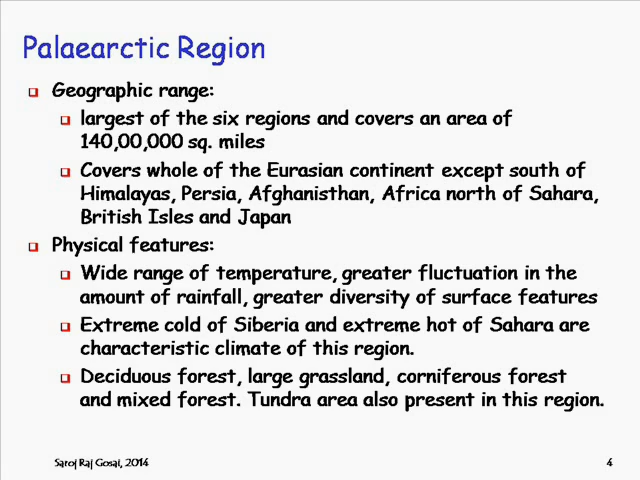 Palaearctic Region
Geographic range:
largest of the six regions and covers an area of
140,00,000 sq. miles
Covers whole of the Eurasian continent except south of
Himalayas, Persia, Afghanisthan, Africa north of Sahara,
British Isles and Japan
Physical features:
Wide range of temperature, greater fluctuation in the
amount of rainfall, greater diversity of surface features
Extreme cold of Siberia and extreme hot of Sahara are
characteristic climate of this region.
Deciduous forest, large grassland, corniferous forest
and mixed forest. Tundra area also present in this region.
Saroj Raj Gosai, 2014
4